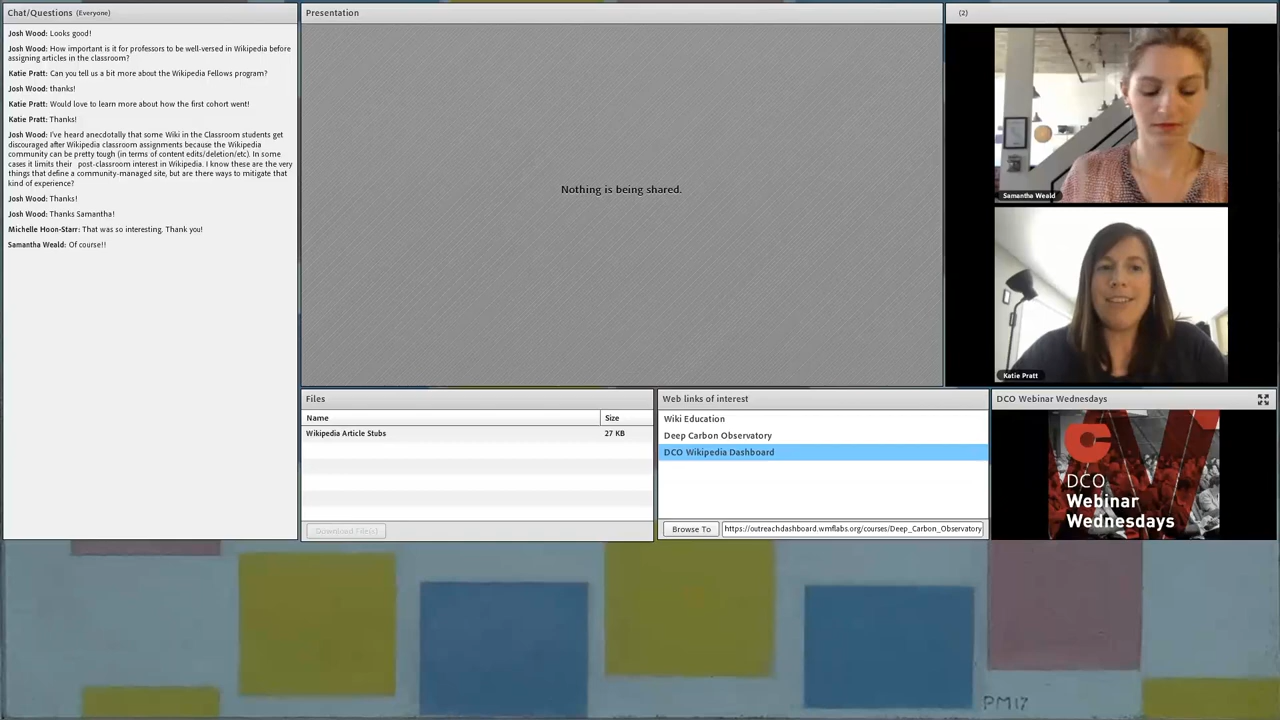 Chat/Questions (Everyone)
Josh Wood: Looks good!
Josh Wood: How important is it for professors to be well-versed in Wikipedia before
assigning articles in the classroom?
Katie Pratt: Can you tell us a bit more about the Wikipedia Fellows program?
Josh Wood: thanks!
Katie Pratt: Would love to learn more about how the first cohort went!
Katie Pratt: Thanks!
Josh Wood: I've heard anecdotally that some Wiki in the Classroom students get
discouraged after Wikipedia classroom assignments because the Wikipedia
community can be pretty tough (in terms of content edits/deletion/etc). In some
cases it limits their post-classroom interest in Wikipedia. I know these are the very
things that define a community-managed site, but are there ways to mitigate that
kind of experience?
Josh Wood: Thanks!
Josh Wood: Thanks Samantha!
Michelle Hoon-Starr: That was so interesting. Thank you!
Samantha Weald: Of course!!
Presentation
Nothing is being shared.
(2)
Samantha Weald
Katie Pratt
Files
Name Size
Wikipedia Article Stubs 27 KB
Download File(s)
Web links of interest
Wiki Education
Deep Carbon Observatory
DCO Wikipedia Dashboard
Browse To https://outreachdashboard.wmflabs.org/courses/Deep_Carbon_Observatory
DCO Webinar Wednesdays
DCO
Webinar
Wednesdays
PM17